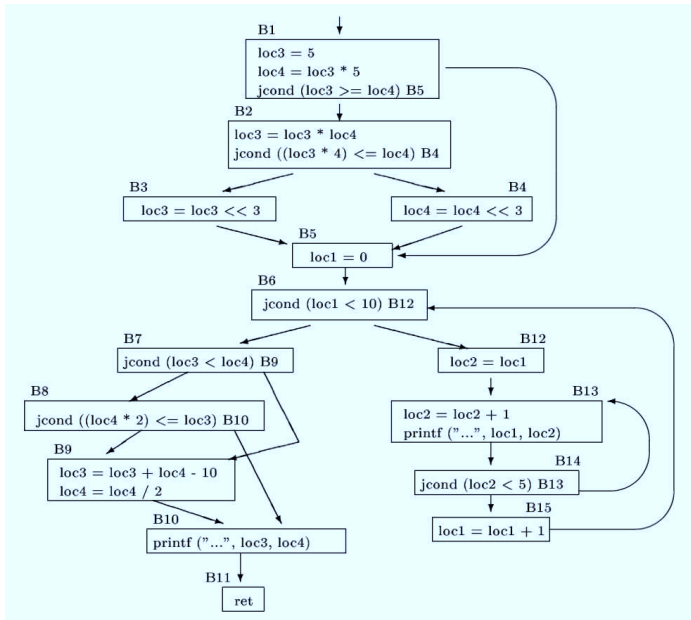 B1
loc3 = 5
loc4 = loc3 * 5
jcond (loc3 >= loc4) B5
B2
loc3 = loc3 * loc4
jcond ((loc3 * 4) <= loc4) B4
B3
loc3 = loc3 << 3
B4
loc4 = loc4 << 3
B5
loc1 = 0
B6
jcond (loc1 < 10) B12
B7
jcond (loc3 < loc4) B9
B8
jcond ((loc4 * 2) <= loc3) B10
B9
loc3 = loc3 + loc4 - 10
loc4 = loc4 / 2
B10
printf ("...", loc3, loc4)
B11
ret
B12
loc2 = loc1
B13
loc2 = loc2 + 1
printf ("...", loc1, loc2)
B14
jcond (loc2 < 5) B13
B15
loc1 = loc1 + 1